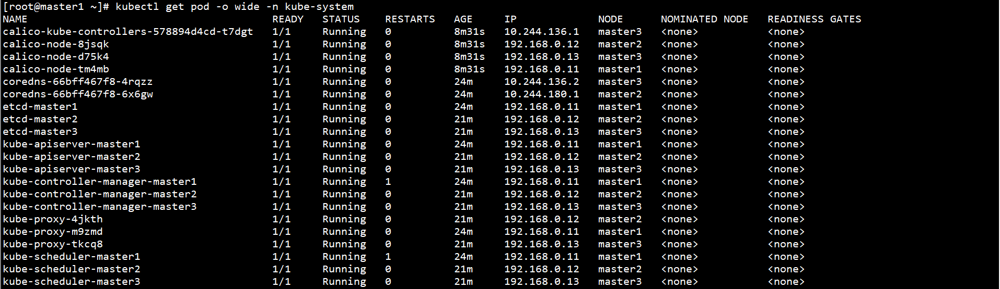 [root@master1 ~]# kubectl get pod -o wide -n kube-system
NAME                                       READY   STATUS    RESTARTS   AGE     IP             NODE      NOMINATED NODE   READINESS GATES
calico-kube-controllers-578894d4cd-t7dgt   1/1     Running   0          8m31s   10.244.136.1   master3   <none>           <none>
calico-node-8jsqk                          1/1     Running   0          8m31s   192.168.0.12   master2   <none>           <none>
calico-node-d75k4                          1/1     Running   0          8m31s   192.168.0.13   master3   <none>           <none>
calico-node-tm4mb                          1/1     Running   0          8m31s   192.168.0.11   master1   <none>           <none>
coredns-66bff467f8-4rqzz                   1/1     Running   0          24m     10.244.136.2   master3   <none>           <none>
coredns-66bff467f8-6x6gw                   1/1     Running   0          24m     10.244.180.1   master2   <none>           <none>
etcd-master1                               1/1     Running   0          24m     192.168.0.11   master1   <none>           <none>
etcd-master2                               1/1     Running   0          21m     192.168.0.12   master2   <none>           <none>
etcd-master3                               1/1     Running   0          21m     192.168.0.13   master3   <none>           <none>
kube-apiserver-master1                     1/1     Running   0          24m     192.168.0.11   master1   <none>           <none>
kube-apiserver-master2                     1/1     Running   0          21m     192.168.0.12   master2   <none>           <none>
kube-apiserver-master3                     1/1     Running   0          21m     192.168.0.13   master3   <none>           <none>
kube-controller-manager-master1            1/1     Running   1          24m     192.168.0.11   master1   <none>           <none>
kube-controller-manager-master2            1/1     Running   0          21m     192.168.0.12   master2   <none>           <none>
kube-controller-manager-master3            1/1     Running   0          21m     192.168.0.13   master3   <none>           <none>
kube-proxy-4jkth                           1/1     Running   0          21m     192.168.0.12   master2   <none>           <none>
kube-proxy-m9zmd                           1/1     Running   0          24m     192.168.0.11   master1   <none>           <none>
kube-proxy-tkcq8                           1/1     Running   0          21m     192.168.0.13   master3   <none>           <none>
kube-scheduler-master1                     1/1     Running   1          24m     192.168.0.11   master1   <none>           <none>
kube-scheduler-master2                     1/1     Running   0          21m     192.168.0.12   master2   <none>           <none>
kube-scheduler-master3                     1/1     Running   0          21m     192.168.0.13   master3   <none>           <none>